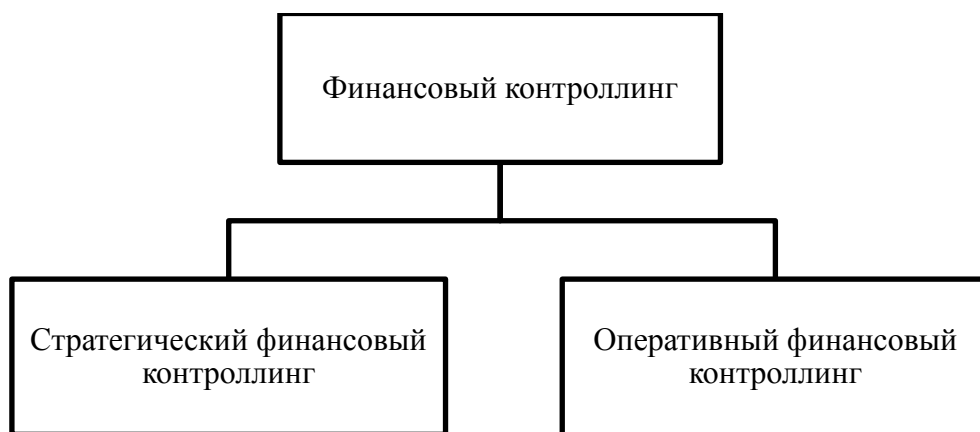 Финансовый контроллинг
Стратегический финансовый
контроллинг
Оперативный финансовый
контроллинг